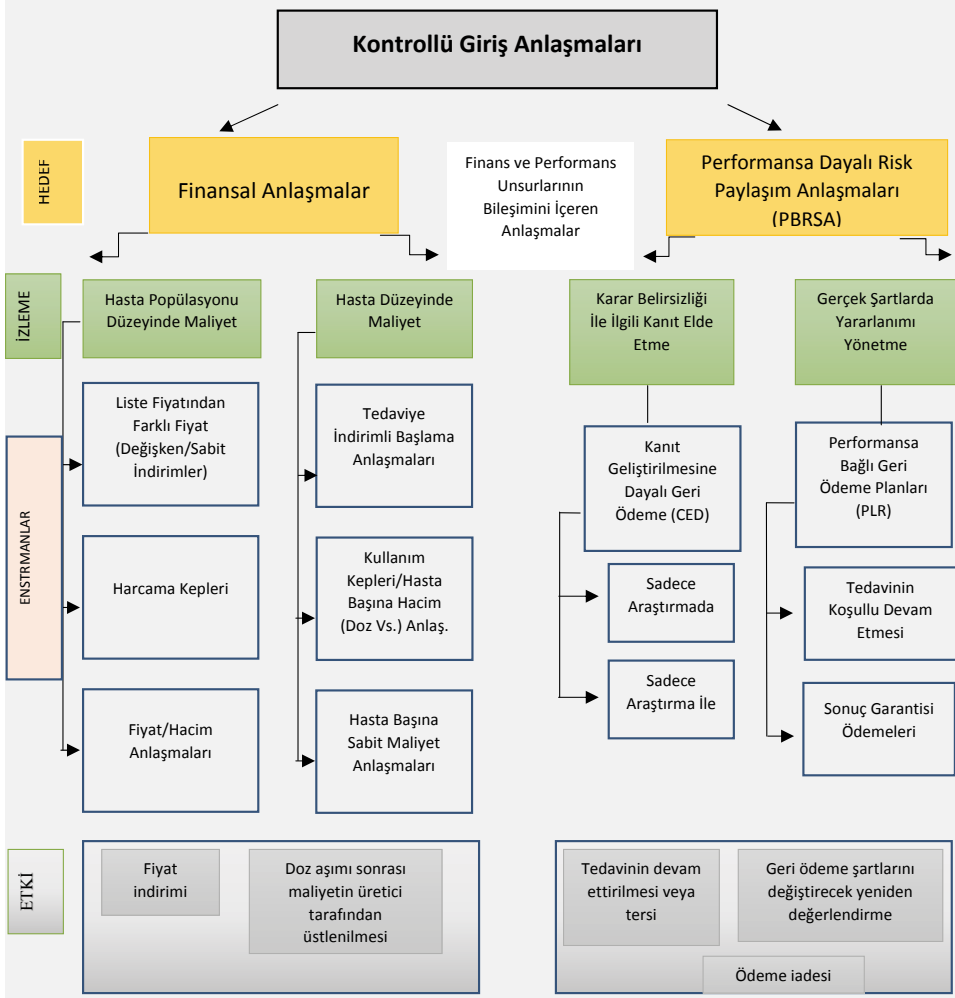 Kontrollü Giriş Anlaşmaları
HEDEF
Finansal Anlaşmalar
Finans ve Performans
Unsurlarının
Bileşimini İçeren
Anlaşmalar
Performansa Dayalı Risk
Paylaşım Anlaşmaları
(PBRSA)
İZLEME
Hasta Popülasyonu
Düzeyinde Maliyet
Hasta Düzeyinde
Maliyet
Karar Belirsizliği
İle İlgili Kanıt Elde
Etme
Gerçek Şartlarda
Yararlanımı
Yönetme
ENSTRMANLAR
Liste Fiyatından
Farklı Fiyat
(Değişken/Sabit
İndirimler)
Tedaviye
İndirimli Başlama
Anlaşmaları
Kanıt
Geliştirilmesine
Dayalı Geri
Ödeme (CED)
Performansa
Bağlı Geri
Ödeme Planları
(PLR)
Harcama Kepleri
Kullanım
Kepleri/Hasta
Başına Hacim
(Doz Vs.) Anlaş.
Sadece
Araştırmada
Tedavinin
Koşullu Devam
Etmesi
Fiyat/Hacim
Anlaşmaları
Hasta Başına
Sabit Maliyet
Anlaşmaları
Sadece
Araştırma İle
Sonuç Garantisi
Ödemeleri
ETKİ
Fiyat
indirimi
Doz aşımı sonrası
maliyetin üretici
tarafından
üstlenilmesi
Tedavinin devam
ettirilmesi veya
tersi
Geri ödeme şartlarını
değiştirecek yeniden
değerlendirme
Ödeme iadesi